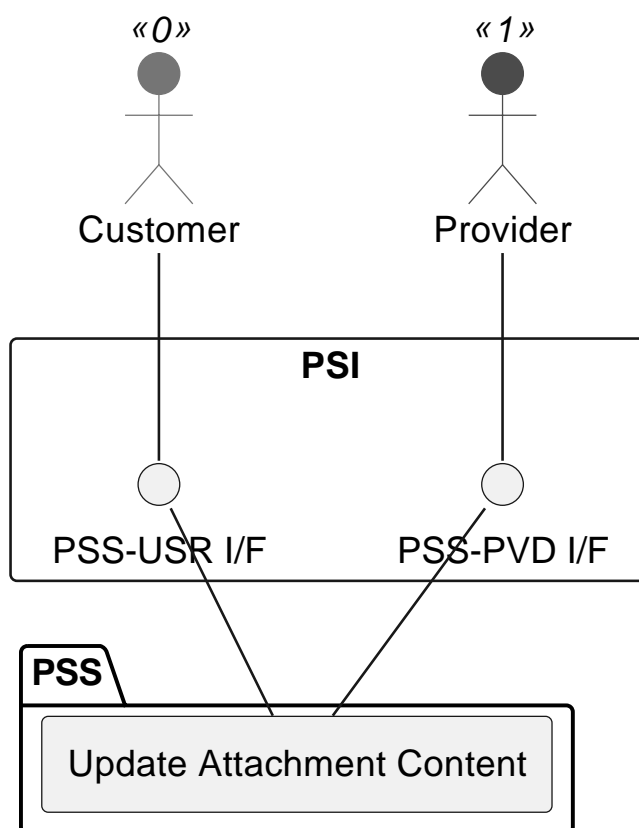 «0» «1»
Customer Provider
PSI
PSS-USR I/F PSS-PVD I/F
PSS
Update Attachment Content